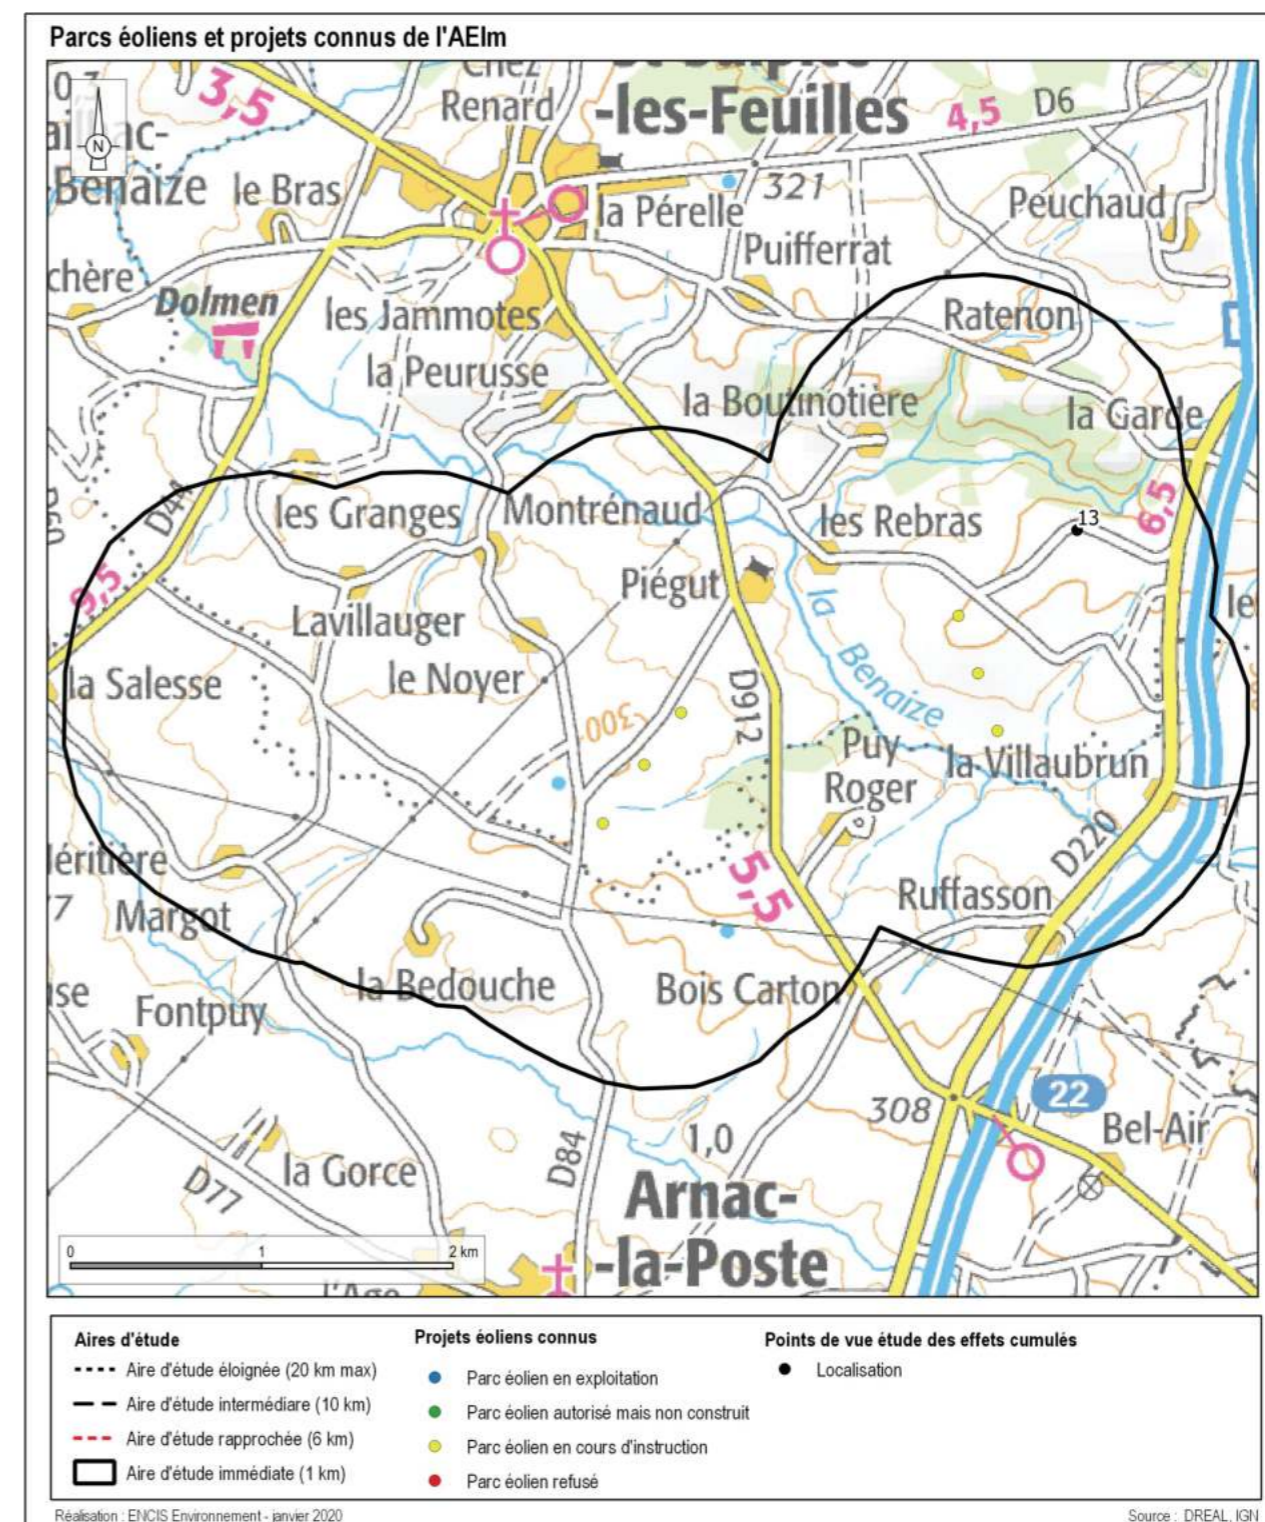 Parcs éoliens et projets connus de l'AEIm
Renard
-les-Feuilles
3,5
4,5
D6
N
-Benaize
le Bras
la Pérelle
321
Peuchaud
Puifferrat
chère
Dolmen
les Jammotes
Ratenon
la Peurusse
la Boutinotière
la Garde
D44
les Granges
Montrénaud
les Rebras
13
6,5
9,5
Piégut
la Benaize
Lavillauger
la Salesse
le Noyer
300
D912
Puy
Roger
la Villaubrun
D220
5,5
Ruffasson
Margot
la Bedouche
Bois Carton
Fontpuy
22
308
Bel-Air
1,0
D84
la Gorce
D77
Arnac-
-la-Poste
0 1 2 km
Aires d'étude
Aire d'étude éloignée (20 km max)
Aire d'étude intermédiare (10 km)
Aire d'étude rapprochée (6 km)
Aire d'étude immédiate (1 km)
Projets éoliens connus
Parc éolien en exploitation
Parc éolien autorisé mais non construit
Parc éolien en cours d'instruction
Parc éolien refusé
Points de vue étude des effets cumulés
Localisation
Réalisation : ENCIS Environnement - janvier 2020
Source : DREAL, IGN